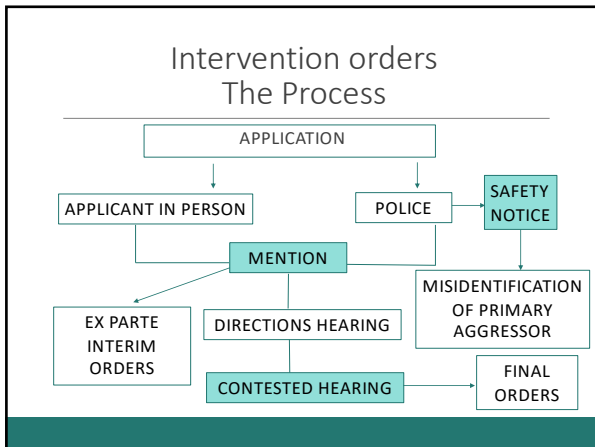 Intervention orders
The Process
APPLICATION
APPLICANT IN PERSON
POLICE
SAFETY
NOTICE
MENTION
MISIDENTIFICATION
OF PRIMARY
AGGRESSOR
EX PARTE
INTERIM
ORDERS
DIRECTIONS HEARING
CONTESTED HEARING
FINAL
ORDERS